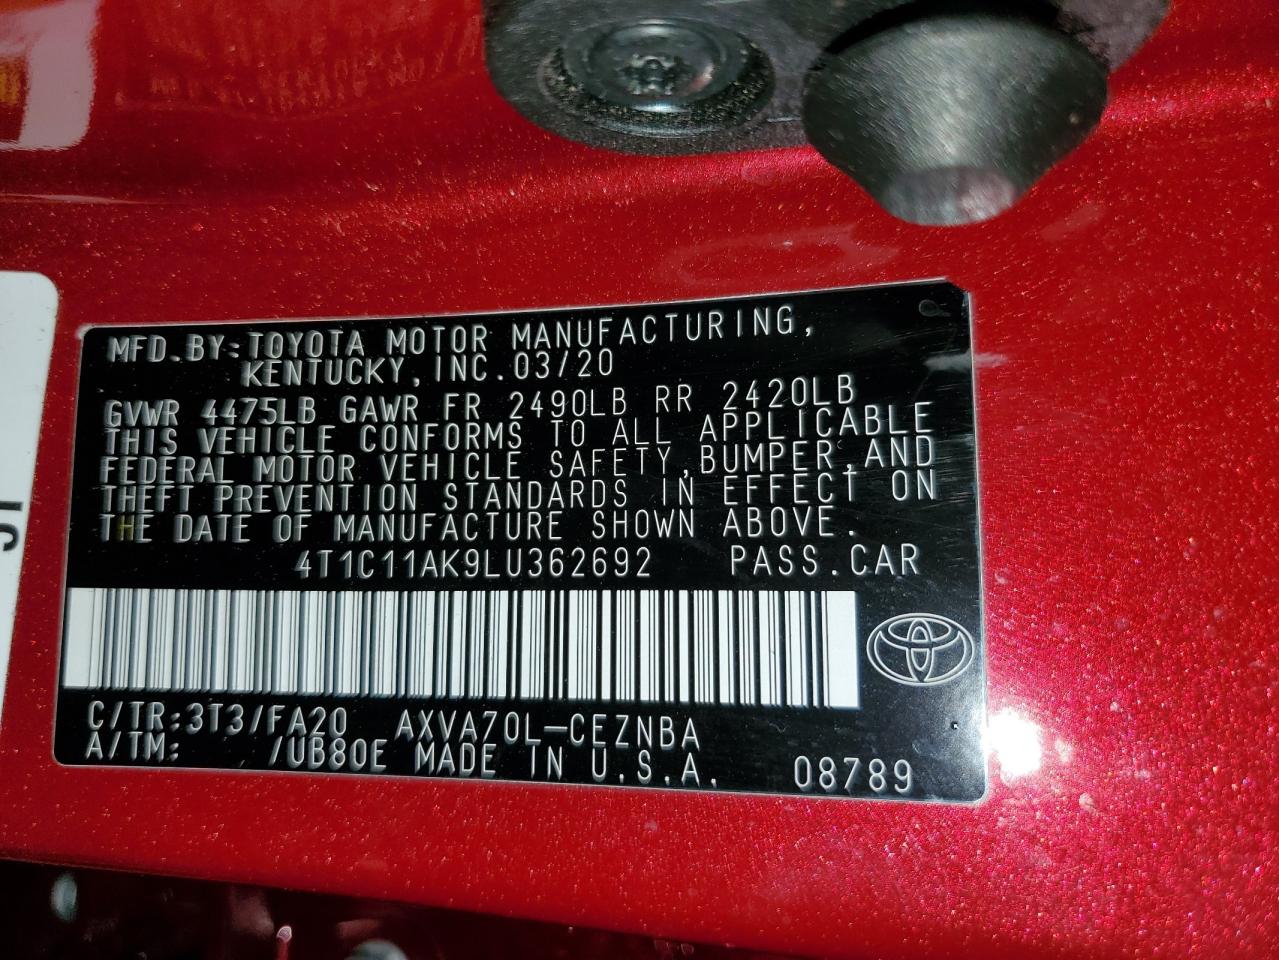 MFD.BY:TOYOTA MOTOR MANUFACTURING,
KENTUCKY, INC.03/20
GVWR 4475LB GAWR FR 2490LB RR 2420LB
THIS VEHICLE CONFORMS TO ALL APPLICABLE
FEDERAL MOTOR VEHICLE SAFETY,BUMPER,AND
THEFT PREVENTION STANDARDS IN EFFECT ON
THE DATE OF MANUFACTURE SHOWN ABOVE.
4T1C11AK9LU362692 PASS.CAR
C/TR:3T3/FA20 AXVA70L-CEZNBA
A/TM: /UB80E MADE IN U.S.A. 08789